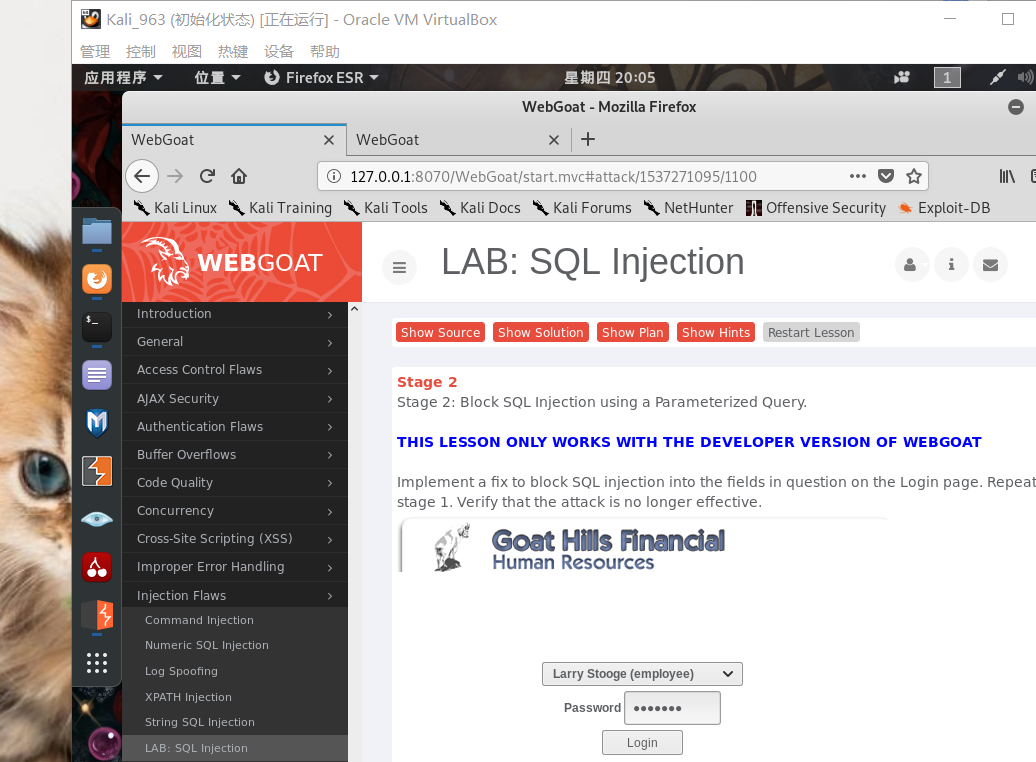 Kali_963 (初始化状态) [正在运行] - Oracle VM VirtualBox
管理 控制 视图 热键 设备 帮助
应用程序 位置 Firefox ESR 星期四 20:05 1
WebGoat - Mozilla Firefox
WebGoat WebGoat
127.0.0.1:8070/WebGoat/start.mvc#attack/1537271095/1100
Kali Linux Kali Training Kali Tools Kali Docs Kali Forums NetHunter Offensive Security Exploit-DB
WEBGOAT
LAB: SQL Injection
Introduction
General
Access Control Flaws
AJAX Security
Authentication Flaws
Buffer Overflows
Code Quality
Concurrency
Cross-Site Scripting (XSS)
Improper Error Handling
Injection Flaws
Command Injection
Numeric SQL Injection
Log Spoofing
XPATH Injection
String SQL Injection
LAB: SQL Injection
Show Source Show Solution Show Plan Show Hints Restart Lesson
Stage 2
Stage 2: Block SQL Injection using a Parameterized Query.
THIS LESSON ONLY WORKS WITH THE DEVELOPER VERSION OF WEBGOAT
Implement a fix to block SQL injection into the fields in question on the Login page. Repeat
stage 1. Verify that the attack is no longer effective.
Goat Hills Financial
Human Resources
Larry Stooge (employee)
Password •••••••
Login